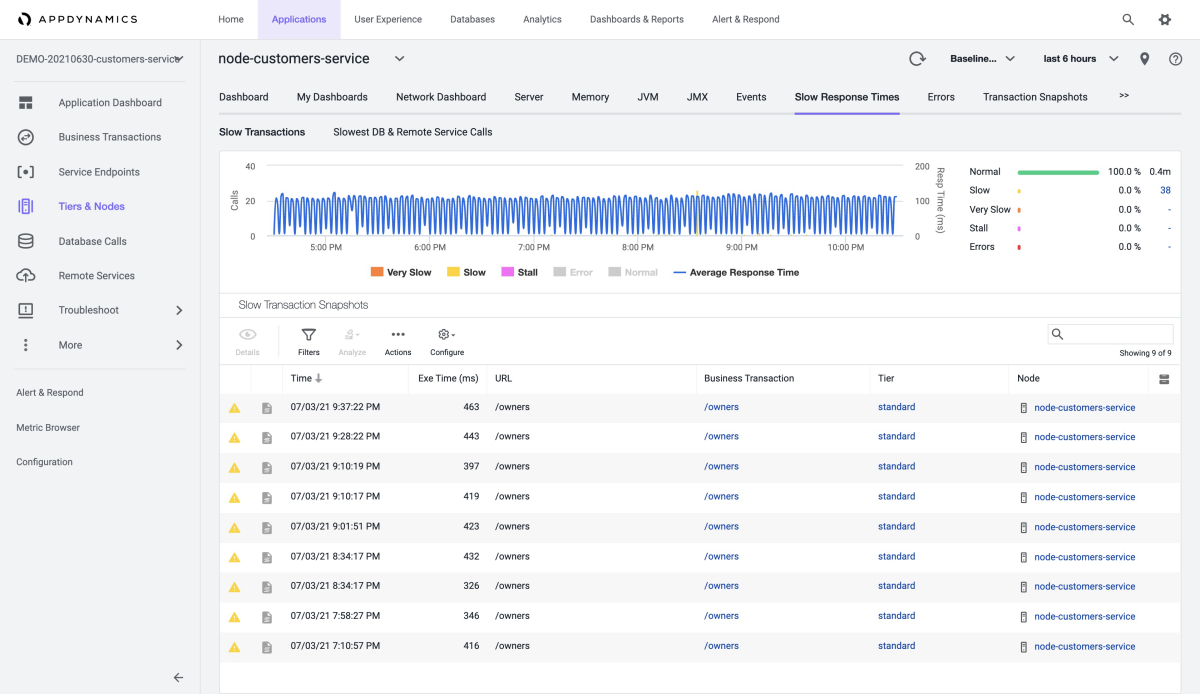 APPDYNAMICS Home Applications User Experience Databases Analytics Dashboards & Reports Alert & Respond
DEMO-20210630-customers-service
Application Dashboard
Business Transactions
Service Endpoints
Tiers & Nodes
Database Calls
Remote Services
Troubleshoot
More
Alert & Respond
Metric Browser
Configuration
node-customers-service Baseline... last 6 hours
Dashboard My Dashboards Network Dashboard Server Memory JVM JMX Events Slow Response Times Errors Transaction Snapshots >>
Slow Transactions Slowest DB & Remote Service Calls
Calls
40
20
0
200
100
0
Resp Time (ms)
5:00 PM 6:00 PM 7:00 PM 8:00 PM 9:00 PM 10:00 PM
Very Slow Slow Stall Error Normal Average Response Time
Normal 100.0 % 0.4m
Slow 0.0 % 38
Very Slow 0.0 % -
Stall 0.0 % -
Errors 0.0 % -
Slow Transaction Snapshots
Details Filters Analyze Actions Configure
Showing 9 of 9
Time Exe Time (ms) URL Business Transaction Tier Node
07/03/21 9:37:22 PM 463 /owners /owners standard node-customers-service
07/03/21 9:28:22 PM 443 /owners /owners standard node-customers-service
07/03/21 9:10:19 PM 397 /owners /owners standard node-customers-service
07/03/21 9:10:17 PM 419 /owners /owners standard node-customers-service
07/03/21 9:01:51 PM 423 /owners /owners standard node-customers-service
07/03/21 8:34:17 PM 432 /owners /owners standard node-customers-service
07/03/21 8:34:17 PM 326 /owners /owners standard node-customers-service
07/03/21 7:58:27 PM 346 /owners /owners standard node-customers-service
07/03/21 7:10:57 PM 416 /owners /owners standard node-customers-service